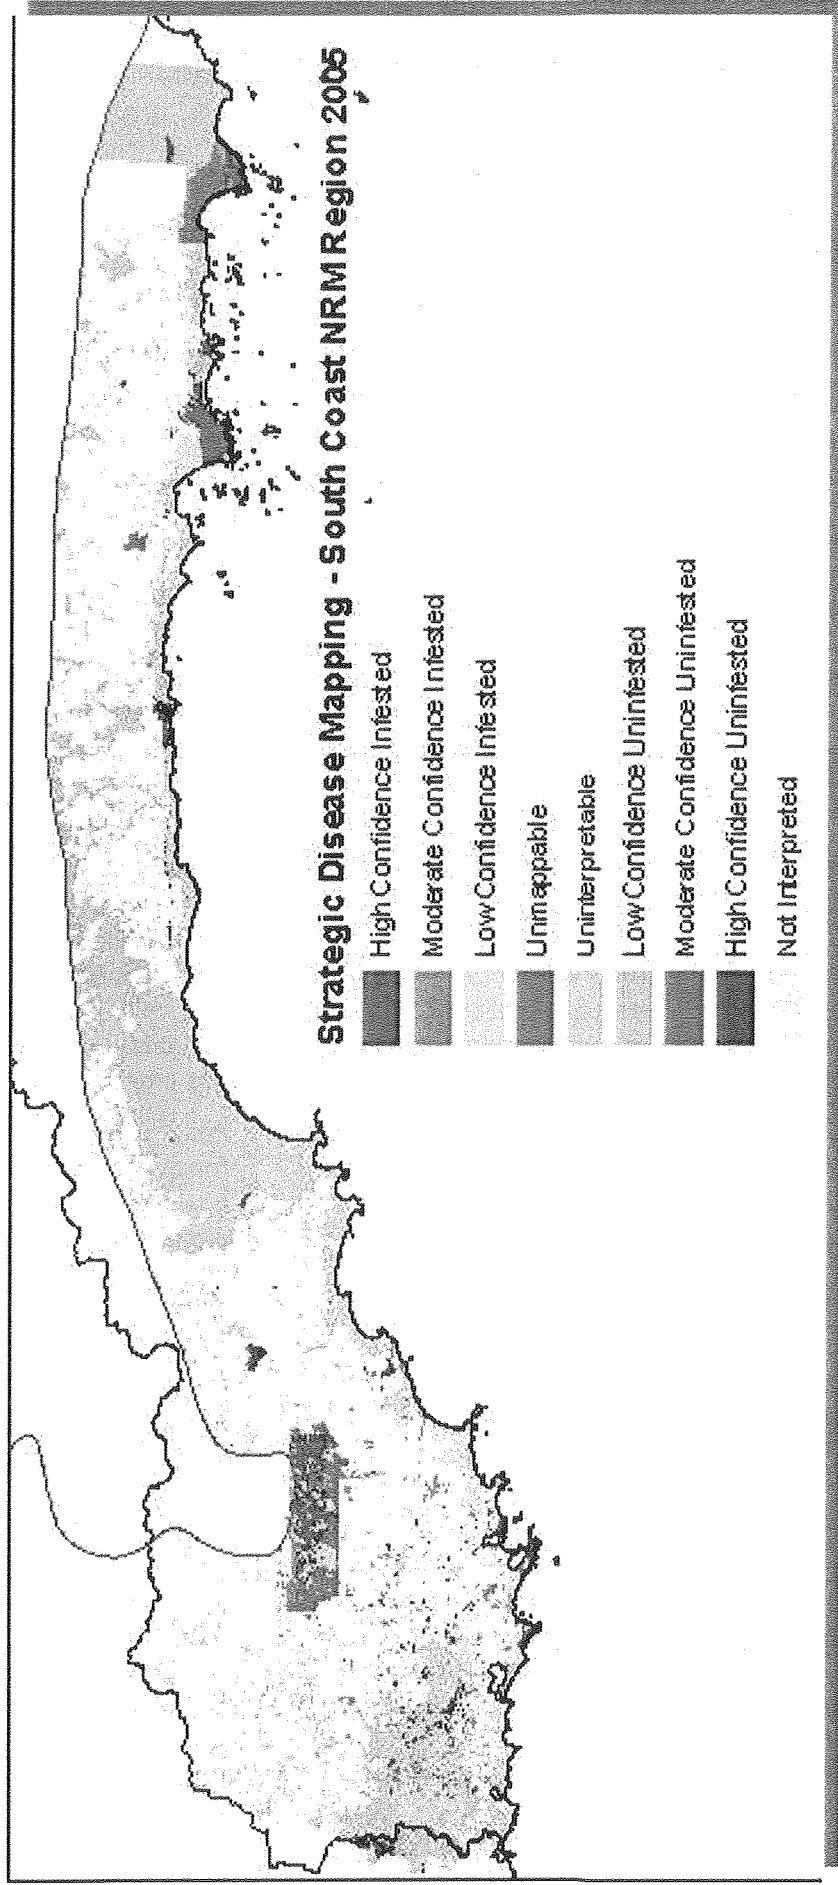 Strategic Disease Mapping - South Coast NRM Region 2005
High Confidence Infested
Moderate Confidence Infested
Low Confidence Infested
Unmappable
Uninterpretable
Low Confidence Uninfested
Moderate Confidence Uninfested
High Confidence Uninfested
Not Interpreted